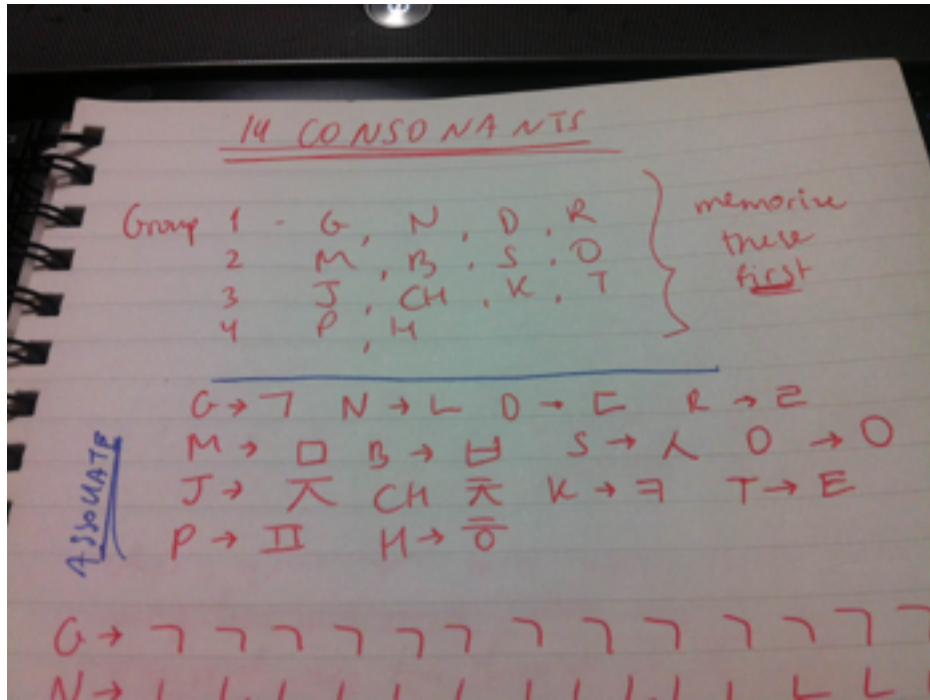 14 CONSONANTS
Group 1 - G, N, D, R
2 M, B, S, O
3 J, CH, K, T
4 P, H
memorize
these
first
G → ㄱ N → ㄴ D → ㄷ R → ㄹ
M → ㅁ B → ㅂ S → ㅅ O → ㅇ
J → ㅈ CH ㅊ K → ㅋ T → ㅌ
P → ㅍ H → ㅎ
ASSOCIATE
G → ㄱ ㄱ ㄱ ㄱ ㄱ ㄱ ㄱ ㄱ ㄱ ㄱ ㄱ ㄱ ㄱ
N → ㄴ ㄴ ㄴ ㄴ ㄴ ㄴ ㄴ ㄴ ㄴ ㄴ ㄴ ㄴ ㄴ